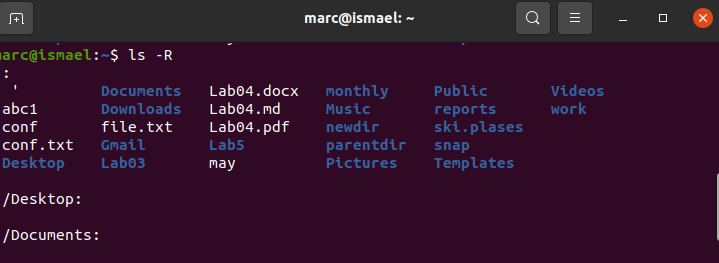 marc@ismael: ~
marc@ismael:~$ ls -R
:
' Documents Lab04.docx monthly Public Videos
abc1 Downloads Lab04.md Music reports work
conf file.txt Lab04.pdf newdir ski.plases
conf.txt Gmail Lab5 parentdir snap
Desktop Lab03 may Pictures Templates
/Desktop:
/Documents: